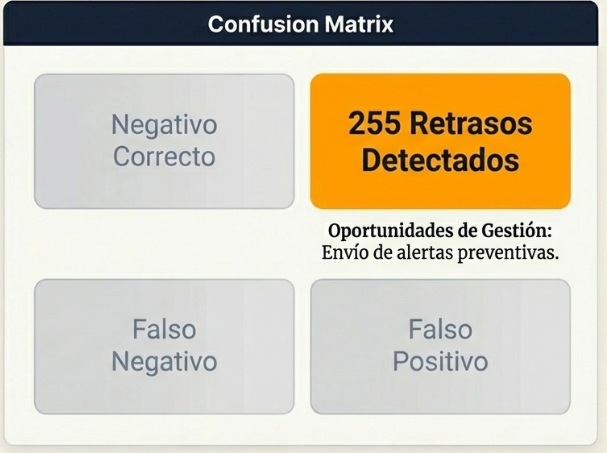 Confusion Matrix
Negativo
Correcto
255 Retrasos
Detectados
Oportunidades de Gestión:
Envío de alertas preventivas.
Falso
Negativo
Falso
Positivo